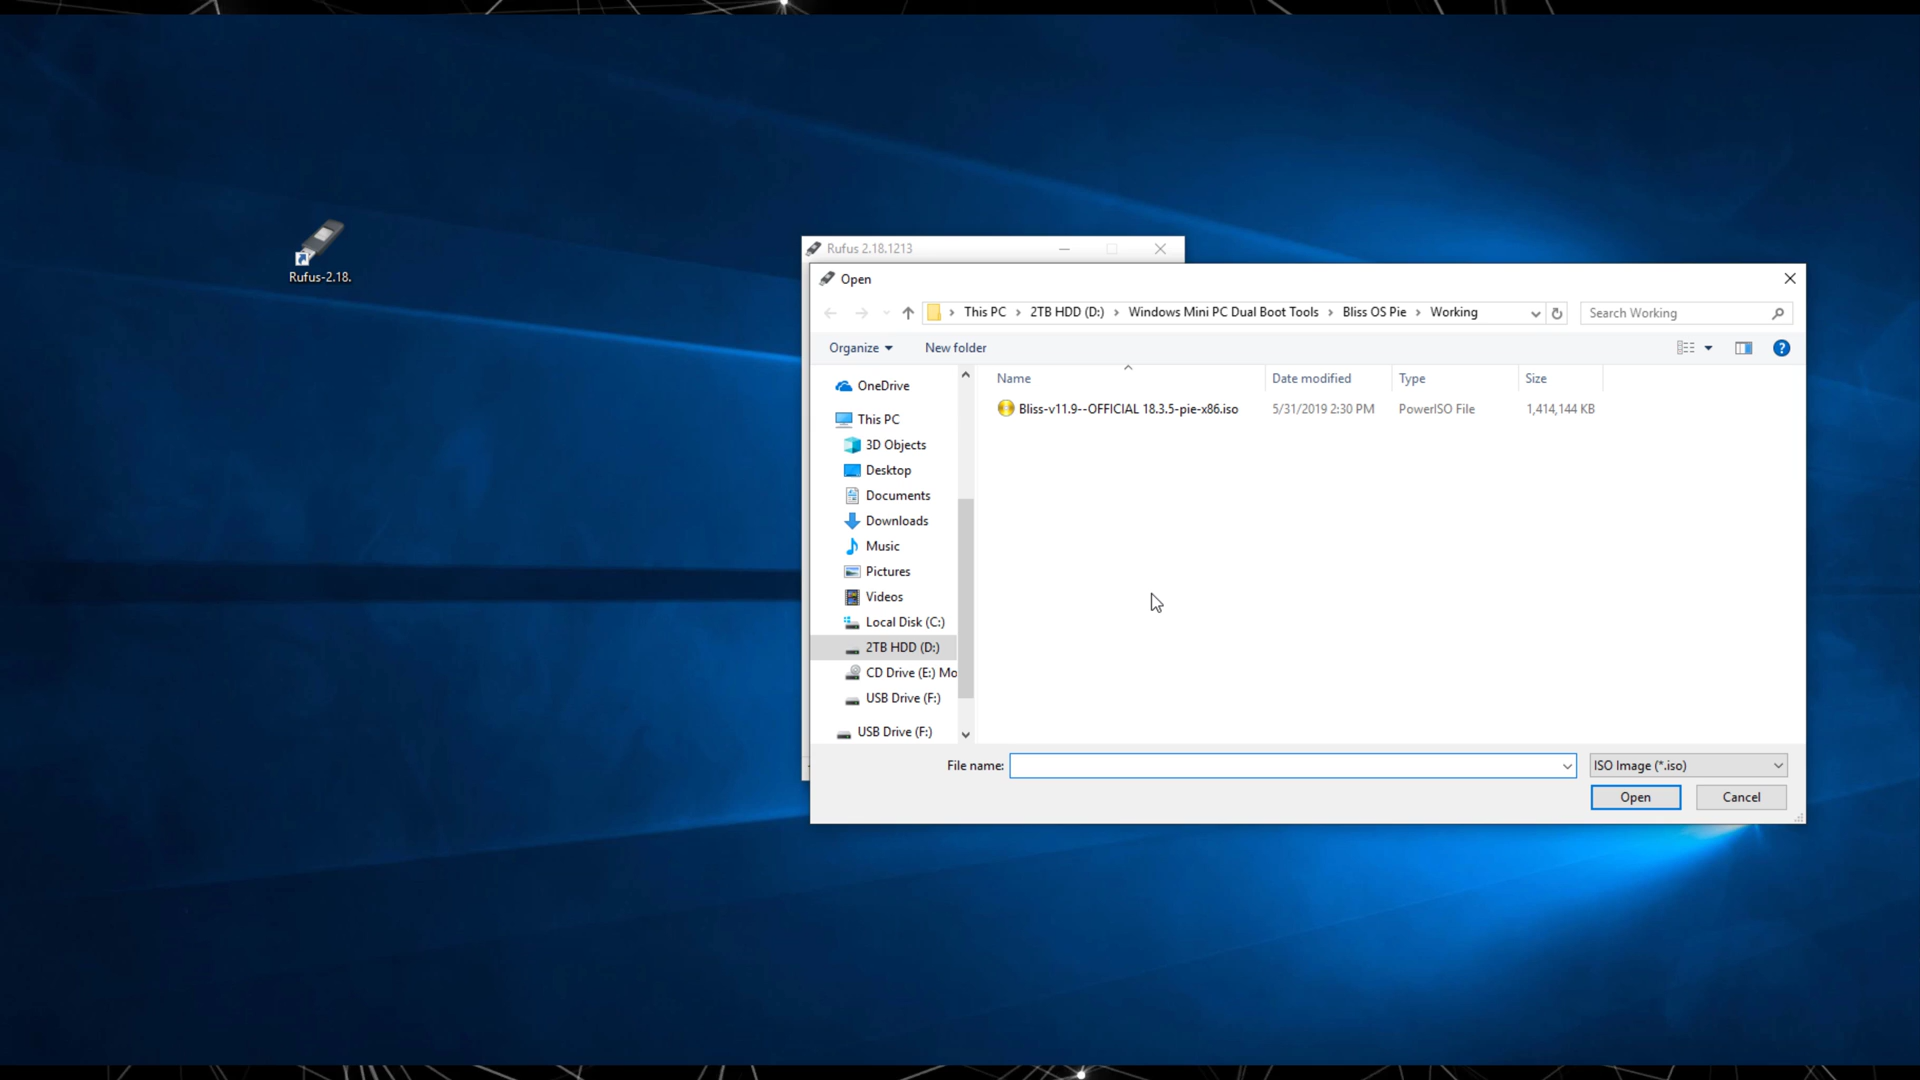 Rufus-2.18.
Rufus 2.18.1213
Open
This PC
2TB HDD (D:)
Windows Mini PC Dual Boot Tools
Bliss OS Pie
Working
Search Working
Organize
New folder
Name
Date modified
Type
Size
Bliss-v11.9--OFFICIAL 18.3.5-pie-x86.iso
5/31/2019 2:30 PM
PowerISO File
1,414,144 KB
OneDrive
This PC
3D Objects
Desktop
Documents
Downloads
Music
Pictures
Videos
Local Disk (C:)
2TB HDD (D:)
CD Drive (E:) Mo
USB Drive (F:)
USB Drive (F:)
File name:
ISO Image (*.iso)
Open
Cancel